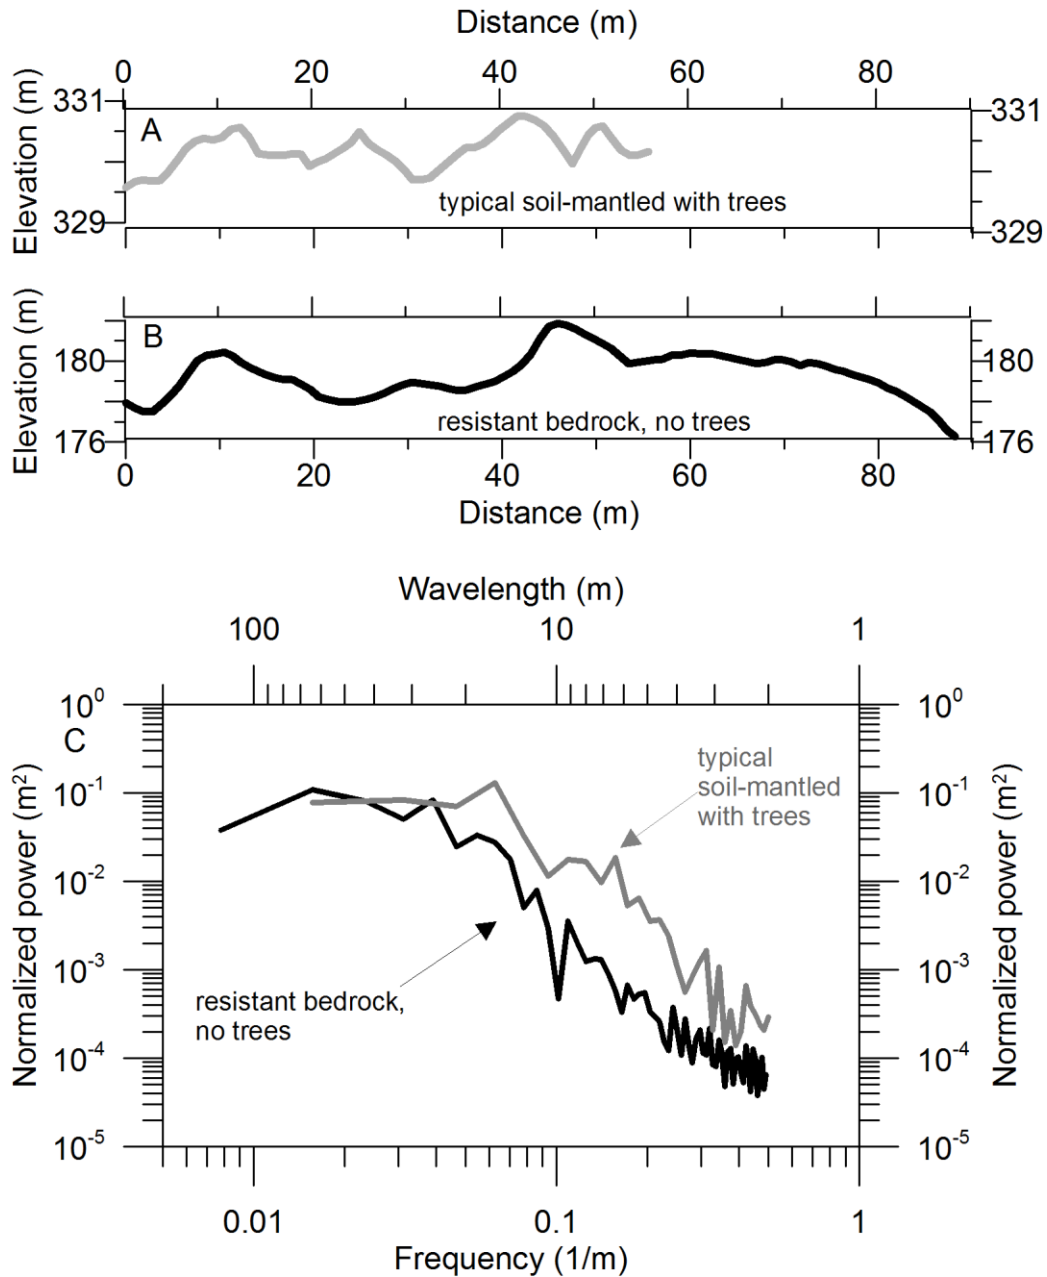 Distance (m)
0 20 40 60 80
Elevation (m)
331
329
A
typical soil-mantled with trees
331
329
Elevation (m)
180
176
B
resistant bedrock, no trees
180
176
0 20 40 60 80
Distance (m)
Wavelength (m)
100 10 1
Normalized power (m²)
10⁰
10⁻¹
10⁻²
10⁻³
10⁻⁴
10⁻⁵
C
typical
soil-mantled
with trees
resistant bedrock,
no trees
10⁰
10⁻¹
10⁻²
10⁻³
10⁻⁴
10⁻⁵
Normalized power (m²)
0.01 0.1 1
Frequency (1/m)